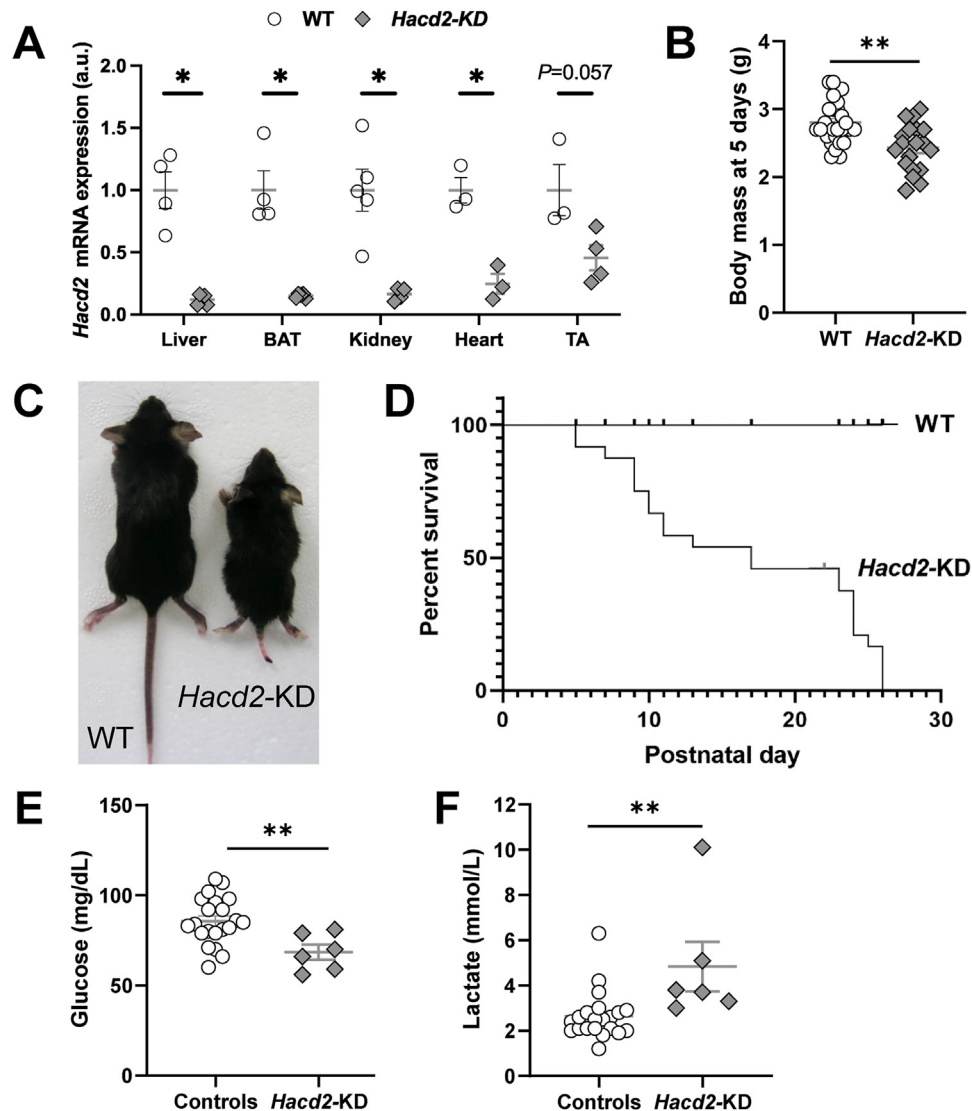 WT Hacd2-KD
A
Hacd2 mRNA expression (a.u.)
2.0
1.5
1.0
0.5
0.0
* * * * P=0.057
Liver BAT Kidney Heart TA
B
Body mass at 5 days (g)
4
3
2
1
0
**
WT Hacd2-KD
C
WT
Hacd2-KD
D
Percent survival
100
50
0
WT
Hacd2-KD
0 10 20 30
Postnatal day
E
Glucose (mg/dL)
150
100
50
0
**
Controls Hacd2-KD
F
Lactate (mmol/L)
12
10
8
6
4
2
0
**
Controls Hacd2-KD